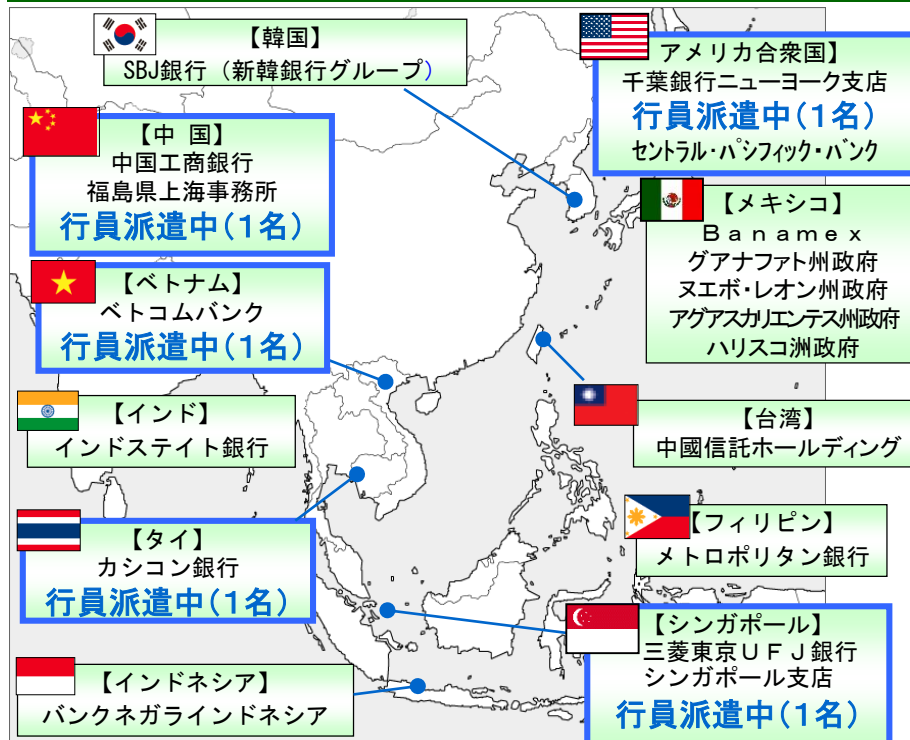 【韓国】
SBJ銀行（新韓銀行グループ）
アメリカ合衆国】
千葉銀行ニューヨーク支店
行員派遣中(１名)
セントラル・パシフィック・バンク
【中 国】
中国工商銀行
福島県上海事務所
行員派遣中(１名)
【メキシコ】
Ｂａｎａｍｅｘ
グアナファト州政府
ヌエボ・レオン州政府
アグアスカリエンテス州政府
ハリスコ洲政府
【ベトナム】
ベトコムバンク
行員派遣中(１名)
【インド】
インドステイト銀行
【台湾】
中國信託ホールディング
【タイ】
カシコン銀行
行員派遣中(１名)
【フィリピン】
メトロポリタン銀行
【シンガポール】
三菱東京ＵＦＪ銀行
シンガポール支店
行員派遣中(１名)
【インドネシア】
バンクネガラインドネシア